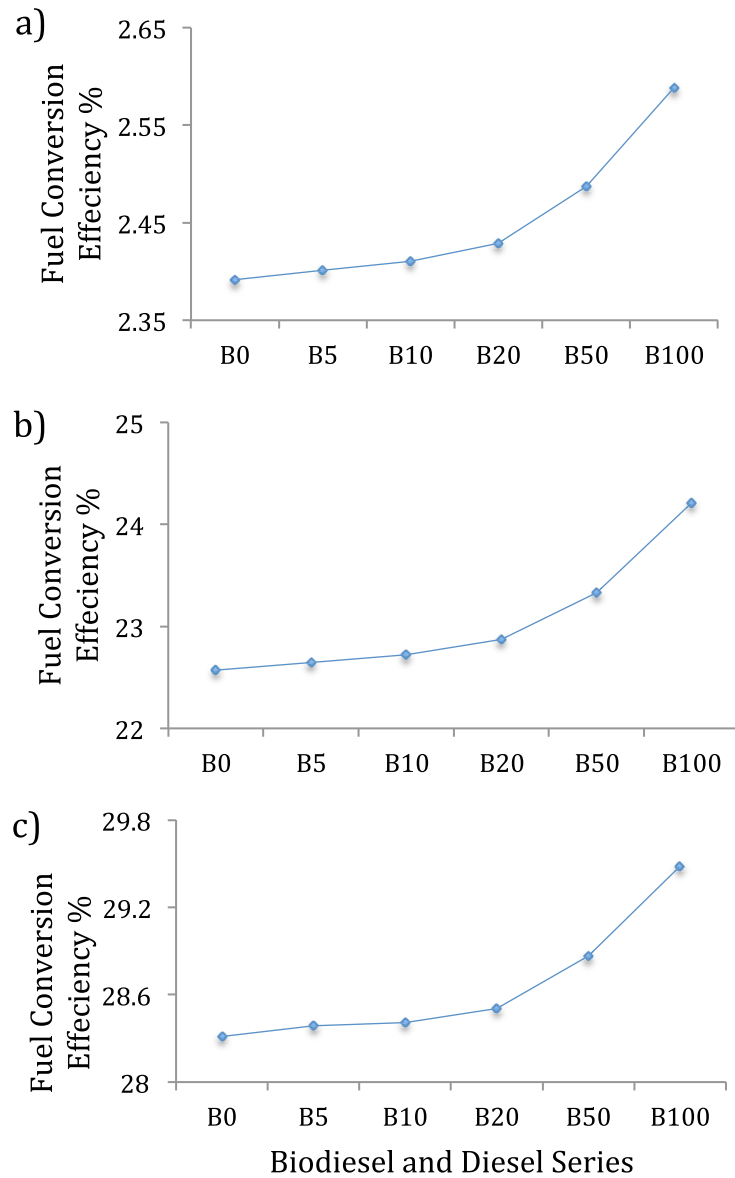 a)
Fuel Conversion
Effeciency %
2.65
2.55
2.45
2.35
B0 B5 B10 B20 B50 B100
b)
Fuel Conversion
Effeciency %
25
24
23
22
B0 B5 B10 B20 B50 B100
c)
Fuel Conversion
Effeciency %
29.8
29.2
28.6
28
B0 B5 B10 B20 B50 B100
Biodiesel and Diesel Series